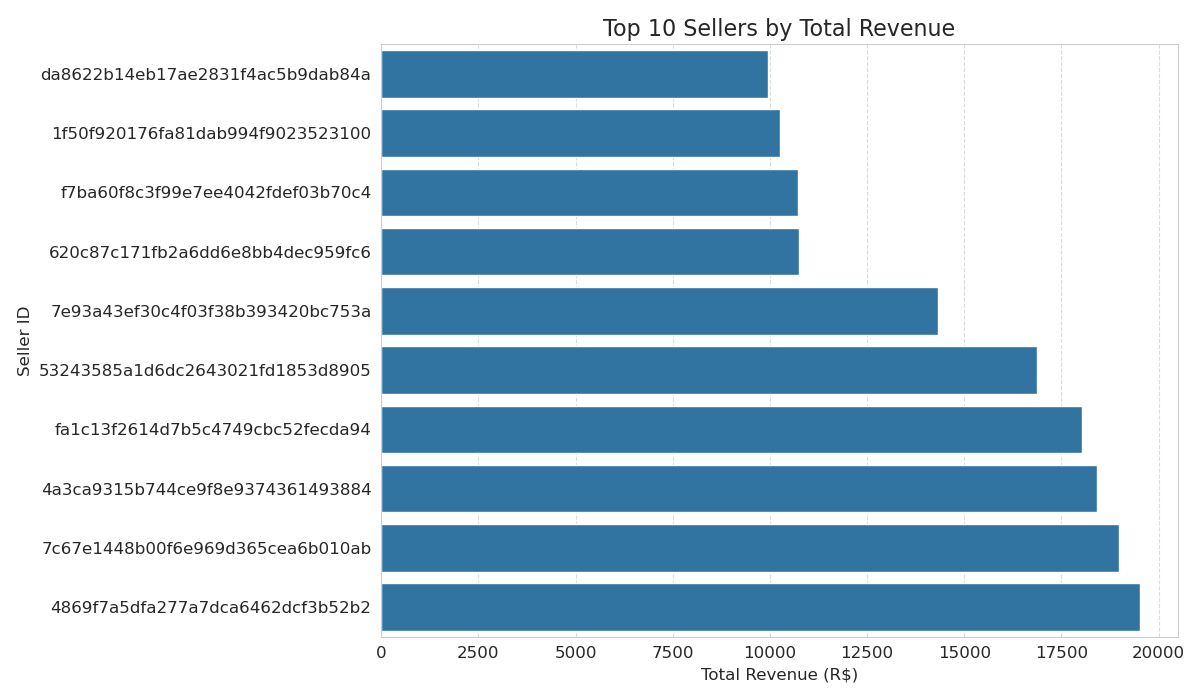 Top 10 Sellers by Total Revenue
Seller ID
da8622b14eb17ae2831f4ac5b9dab84a
1f50f920176fa81dab994f9023523100
f7ba60f8c3f99e7ee4042fdef03b70c4
620c87c171fb2a6dd6e8bb4dec959fc6
7e93a43ef30c4f03f38b393420bc753a
53243585a1d6dc2643021fd1853d8905
fa1c13f2614d7b5c4749cbc52fecda94
4a3ca9315b744ce9f8e9374361493884
7c67e1448b00f6e969d365cea6b010ab
4869f7a5dfa277a7dca6462dcf3b52b2
0 2500 5000 7500 10000 12500 15000 17500 20000
Total Revenue (R$)